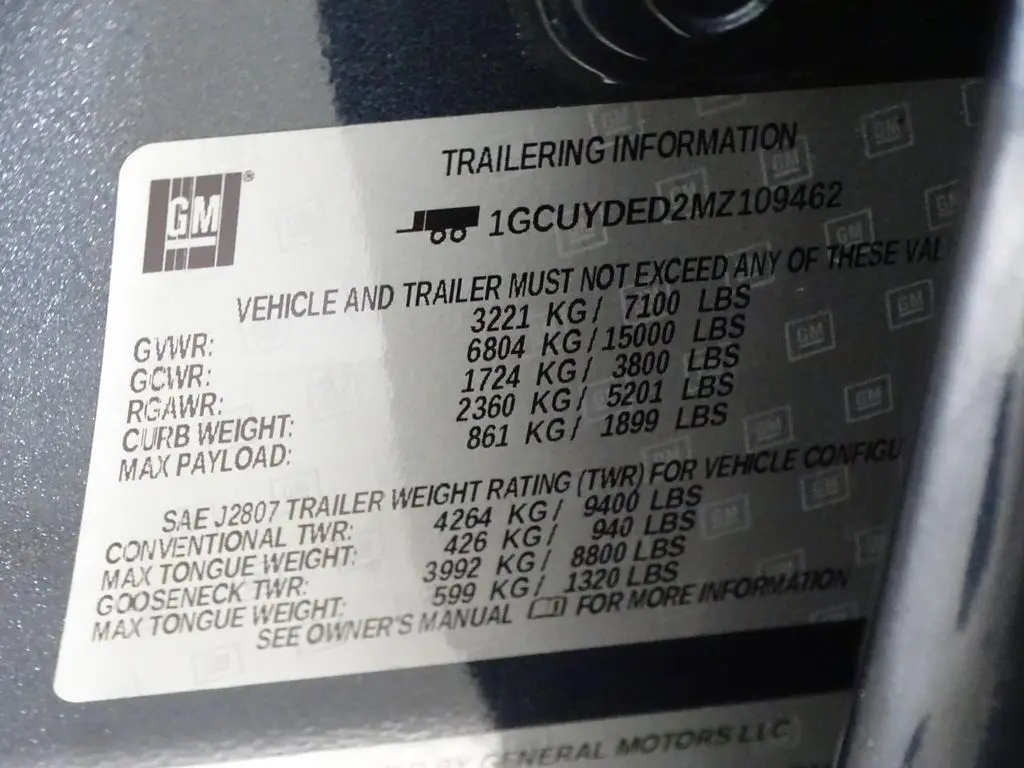 TRAILERING INFORMATION
GM ®
1GCUYDED2MZ109462
VEHICLE AND TRAILER MUST NOT EXCEED ANY OF THESE VAL
GVWR: 3221 KG/ 7100 LBS
GCWR: 6804 KG/ 15000 LBS
RGAWR: 1724 KG/ 3800 LBS
CURB WEIGHT: 2360 KG/ 5201 LBS
MAX PAYLOAD: 861 KG/ 1899 LBS
SAE J2807 TRAILER WEIGHT RATING (TWR) FOR VEHICLE CONFIGU
CONVENTIONAL TWR: 4264 KG/ 9400 LBS
MAX TONGUE WEIGHT: 426 KG/ 940 LBS
GOOSENECK TWR: 3992 KG/ 8800 LBS
MAX TONGUE WEIGHT: 599 KG/ 1320 LBS
SEE OWNER'S MANUAL FOR MORE INFORMATION
BY GENERAL MOTORS LLC